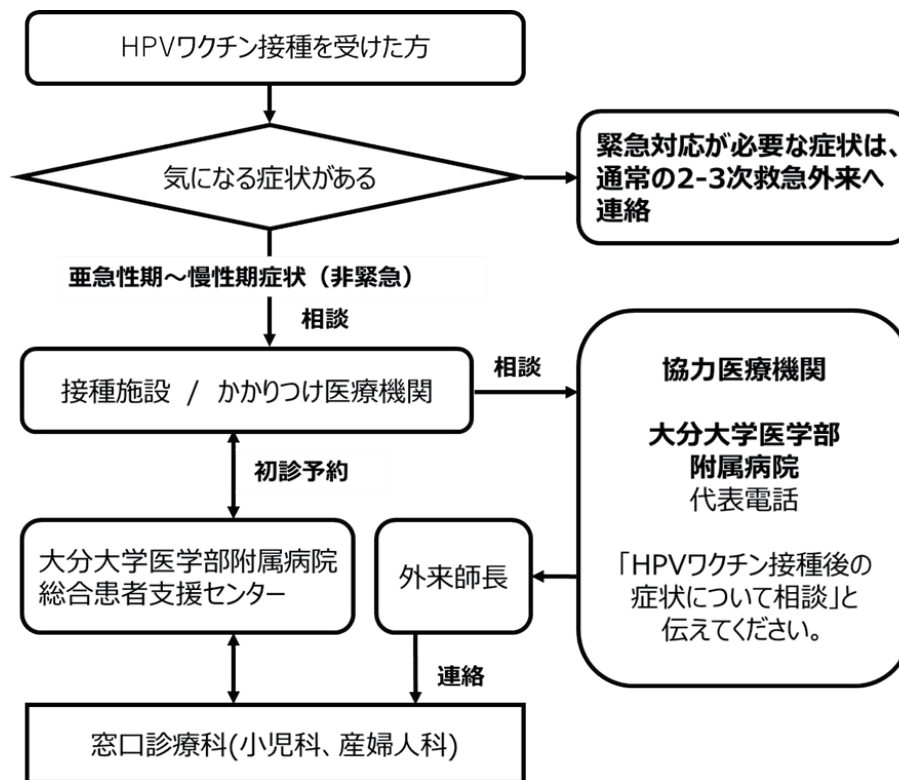 HPVワクチン接種を受けた方
気になる症状がある
緊急対応が必要な症状は、
通常の2-3次救急外来へ
連絡
亜急性期～慢性期症状（非緊急）
相談
接種施設 / かかりつけ医療機関
相談
協力医療機関
大分大学医学部
附属病院
代表電話
「HPVワクチン接種後の
症状について相談」と
伝えてください。
初診予約
大分大学医学部附属病院
総合患者支援センター
外来師長
連絡
窓口診療科(小児科、産婦人科)